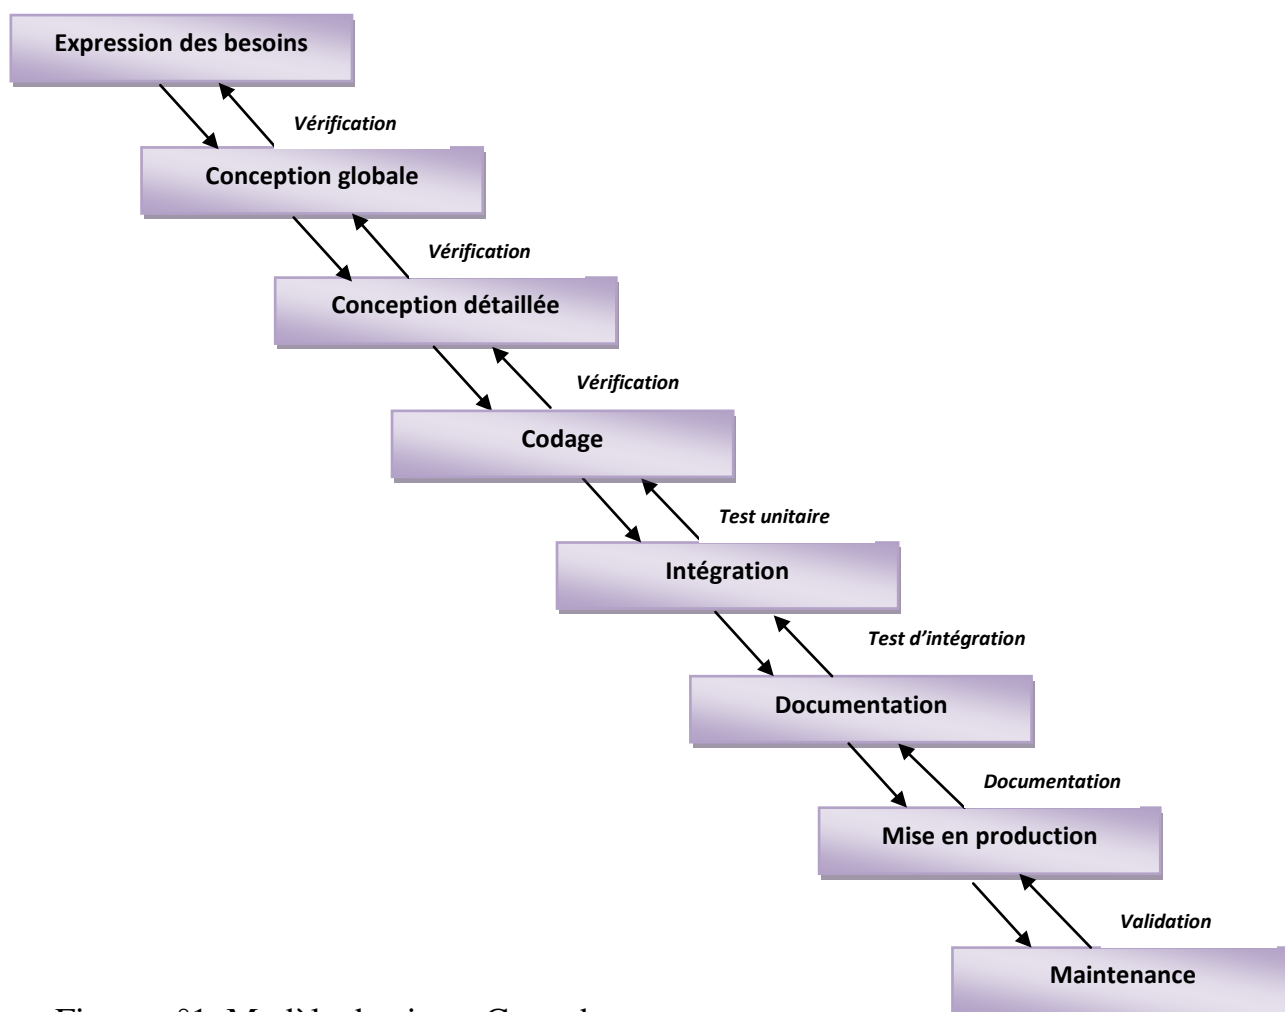 Expression des besoins
Vérification
Conception globale
Vérification
Conception détaillée
Vérification
Codage
Test unitaire
Intégration
Test d’intégration
Documentation
Documentation
Mise en production
Validation
Maintenance